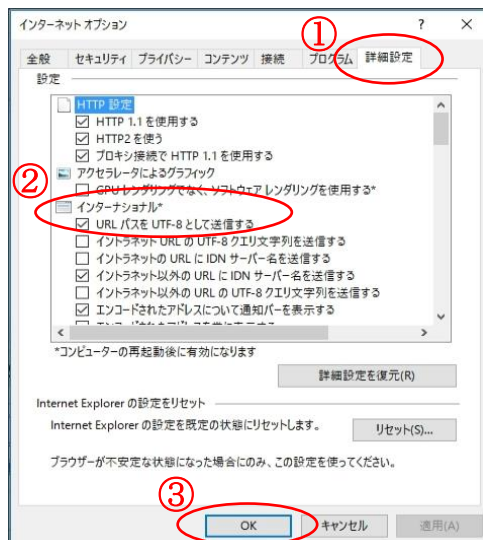 インターネット オプション ? ×
①
全般 セキュリティ プライバシー コンテンツ 接続 プログラム 詳細設定
設定
HTTP 設定
HTTP 1.1 を使用する
HTTP2 を使う
プロキシ接続で HTTP 1.1 を使用する
アクセラレータによるグラフィック
②
GPU レンダリングでなく、ソフトウェア レンダリングを使用する*
インターナショナル*
URL パスを UTF-8 として送信する
イントラネット URL の UTF-8 クエリ文字列を送信する
イントラネットの URL に IDN サーバー名を送信する
イントラネット以外の URL に IDN サーバー名を送信する
イントラネット以外の URL の UTF-8 クエリ文字列を送信する
エンコードされたアドレスについて通知バーを表示する
*コンピューターの再起動後に有効になります
詳細設定を復元(R)
Internet Explorer の設定をリセット
Internet Explorer の設定を既定の状態にリセットします。
リセット(S)...
ブラウザーが不安定な状態になった場合にのみ、この設定を使ってください。
③
OK キャンセル 適用(A)